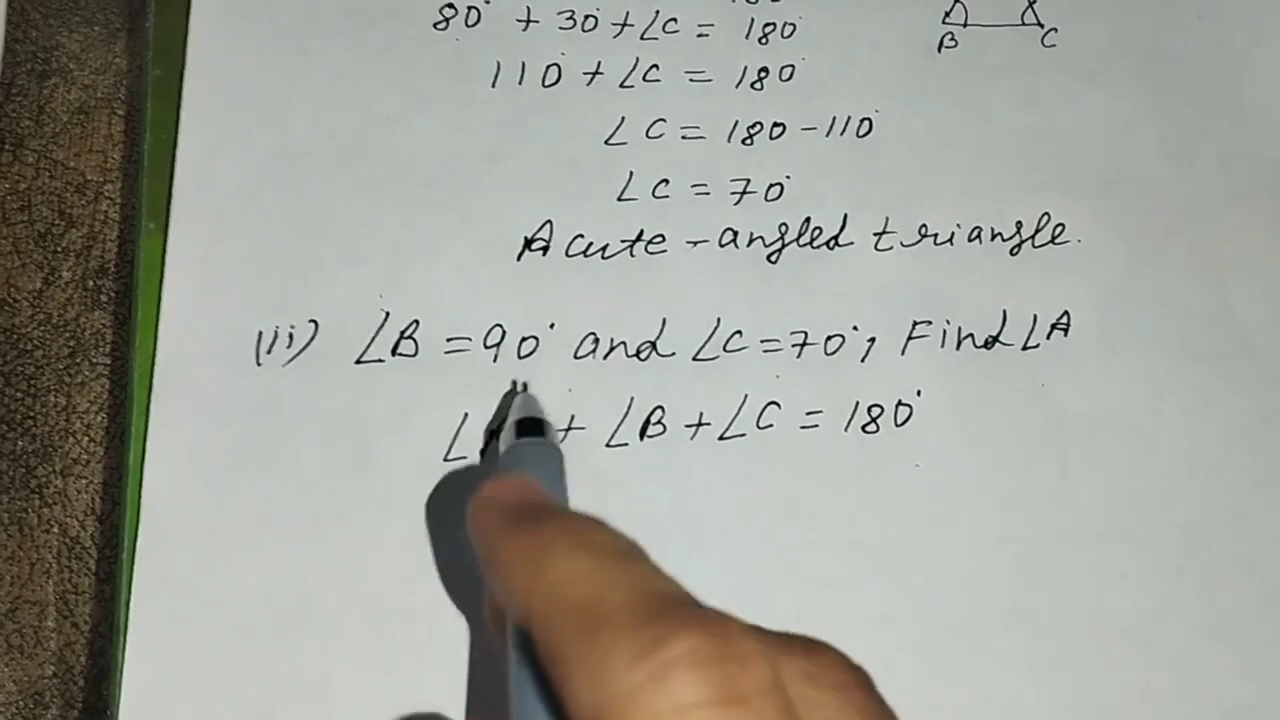 80° + 30° + ∠C = 180°
B C
110° + ∠C = 180°
∠C = 180 - 110°
∠C = 70°
Acute - angled triangle.
(ii) ∠B = 90° and ∠C = 70°, Find ∠A
∠ + ∠B + ∠C = 180°